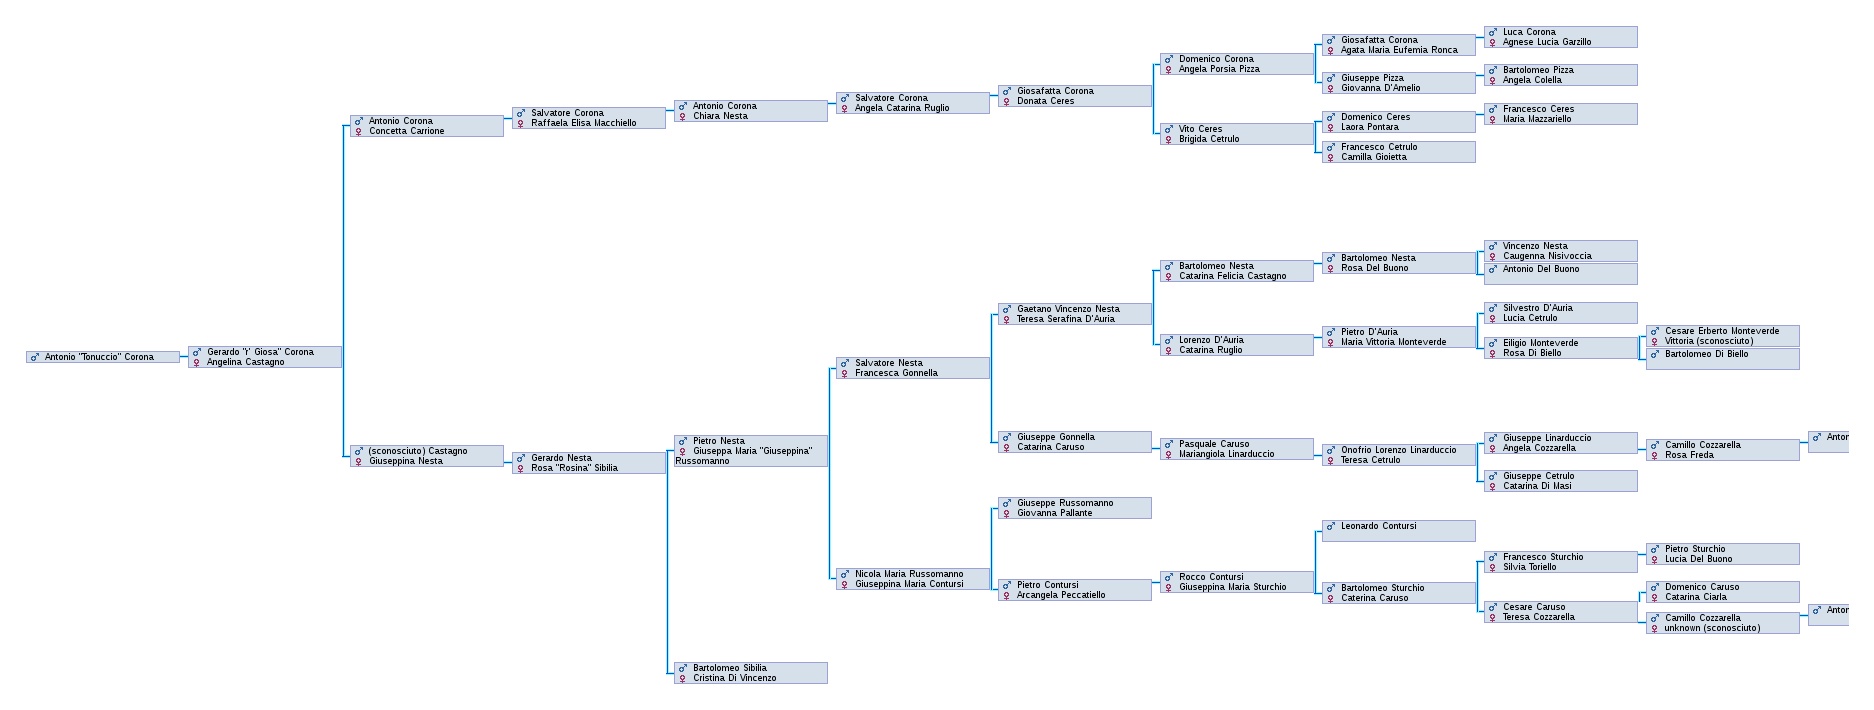 Antonio "Tonuccio" Corona
Gerardo "r' Giosa" Corona
Angelina Castagno
Antonio Corona
Concetta Carrione
(sconosciuto) Castagno
Giuseppina Nesta
Salvatore Corona
Raffaela Elisa Macchiello
Gerardo Nesta
Rosa "Rosina" Sibilia
Antonio Corona
Chiara Nesta
Pietro Nesta
Giuseppa Maria "Giuseppina"
Russomanno
Bartolomeo Sibilia
Cristina Di Vincenzo
Salvatore Corona
Angela Catarina Ruglio
Salvatore Nesta
Francesca Gonnella
Nicola Maria Russomanno
Giuseppina Maria Contursi
Giosafatta Corona
Donata Ceres
Gaetano Vincenzo Nesta
Teresa Serafina D'Auria
Giuseppe Gonnella
Catarina Caruso
Giuseppe Russomanno
Giovanna Pallante
Pietro Contursi
Arcangela Peccatiello
Domenico Corona
Angela Porsia Pizza
Vito Ceres
Brigida Cetrulo
Bartolomeo Nesta
Catarina Felicia Castagno
Lorenzo D'Auria
Catarina Ruglio
Pasquale Caruso
Mariangiola Linarduccio
Rocco Contursi
Giuseppina Maria Sturchio
Giosafatta Corona
Agata Maria Eufemia Ronca
Giuseppe Pizza
Giovanna D'Amelio
Domenico Ceres
Laora Pontara
Francesco Cetrulo
Camilla Gioietta
Bartolomeo Nesta
Rosa Del Buono
Pietro D'Auria
Maria Vittoria Monteverde
Onofrio Lorenzo Linarduccio
Teresa Cetrulo
Leonardo Contursi
Bartolomeo Sturchio
Caterina Caruso
Luca Corona
Agnese Lucia Garzillo
Bartolomeo Pizza
Angela Colella
Francesco Ceres
Maria Mazzariello
Vincenzo Nesta
Caugenna Nisivoccia
Antonio Del Buono
Silvestro D'Auria
Lucia Cetrulo
Eiligio Monteverde
Rosa Di Biello
Giuseppe Linarduccio
Angela Cozzarella
Giuseppe Cetrulo
Catarina Di Masi
Francesco Sturchio
Silvia Toriello
Cesare Caruso
Teresa Cozzarella
Cesare Erberto Monteverde
Vittoria (sconosciuto)
Bartolomeo Di Biello
Camillo Cozzarella
Rosa Freda
Pietro Sturchio
Lucia Del Buono
Domenico Caruso
Catarina Ciarla
Camillo Cozzarella
unknown (sconosciuto)